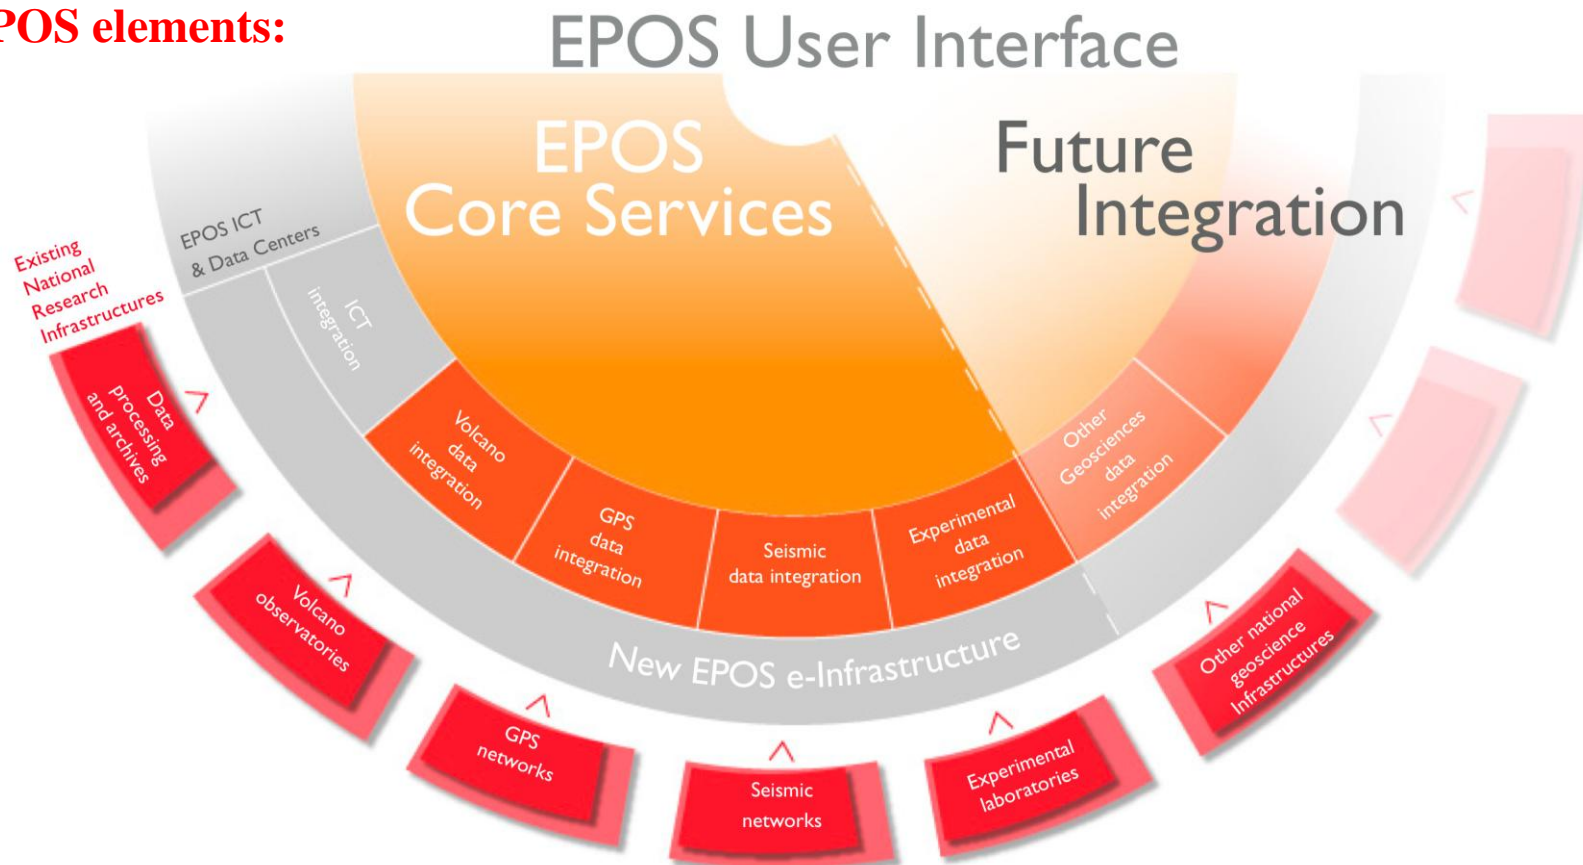 POS elements:
EPOS User Interface
EPOS
Core Services
Future
Integration
EPOS ICT
& Data Centers
Existing
National
Research
Infrastructures
ICT
integration
Volcano
data
integration
GPS
data
integration
Seismic
data integration
Experimental
data
integration
Other
Geosciences
data
integration
New EPOS e-Infrastructure
Data
processing
and archives
Volcano
observatories
GPS
networks
Seismic
networks
Experimental
laboratories
Other national
geoscience
Infrastructures